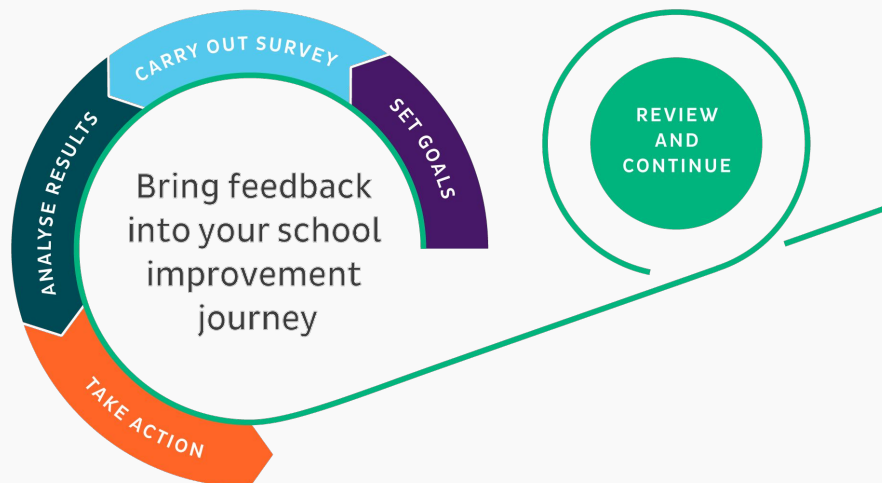 CARRY OUT SURVEY
SET GOALS
ANALYSE RESULTS
TAKE ACTION
Bring feedback
into your school
improvement
journey
REVIEW
AND
CONTINUE